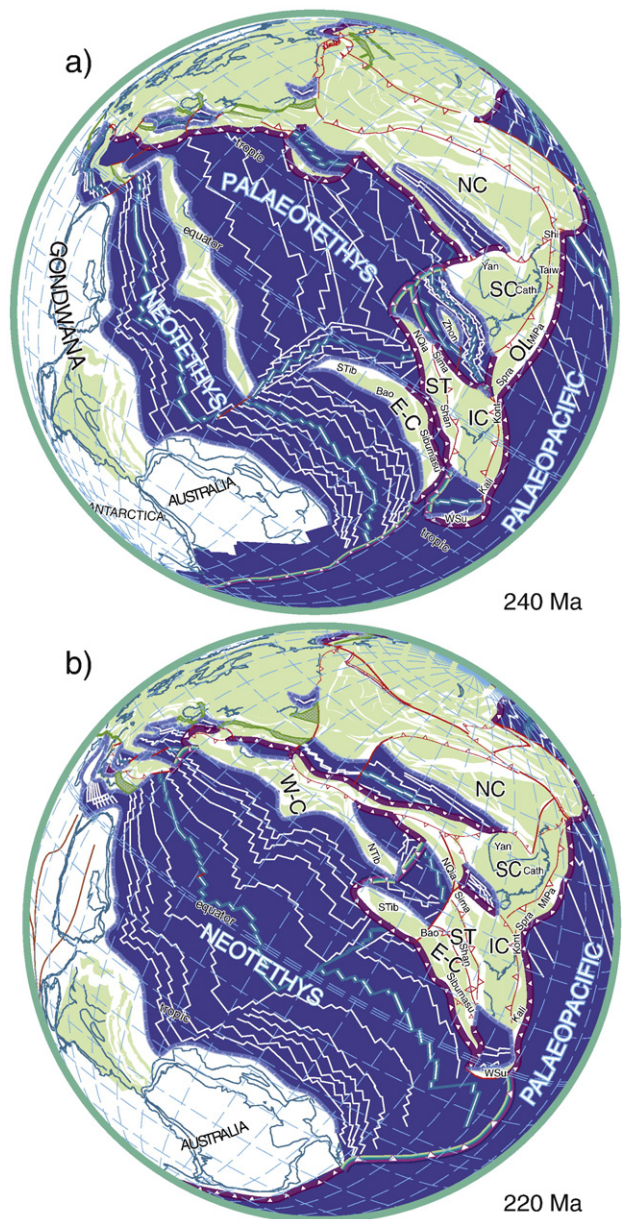 a)
tropic
PALAEOTETHYS
NC
equator
GONDWANA
NEOTETHYS
Shi
Yan
Taiw
SC
Cath
Zhon
OI
MiPa
Spra
NQia
Sima
STib
Bao
E-C
ST
Shan
Sibumasu
IC
Kont
Kali
WSu
tropic
PALAEOPACIFIC
AUSTRALIA
ANTARCTICA
240 Ma
b)
W-C
NC
NTib
NQia
Yan
SC
Cath
MiPa
Spra
Kont
Sima
STib
Bao
ST
Shan
E-C
Sibumasu
IC
Kali
WSu
equator
NEOTETHYS
tropic
PALAEOPACIFIC
AUSTRALIA
220 Ma